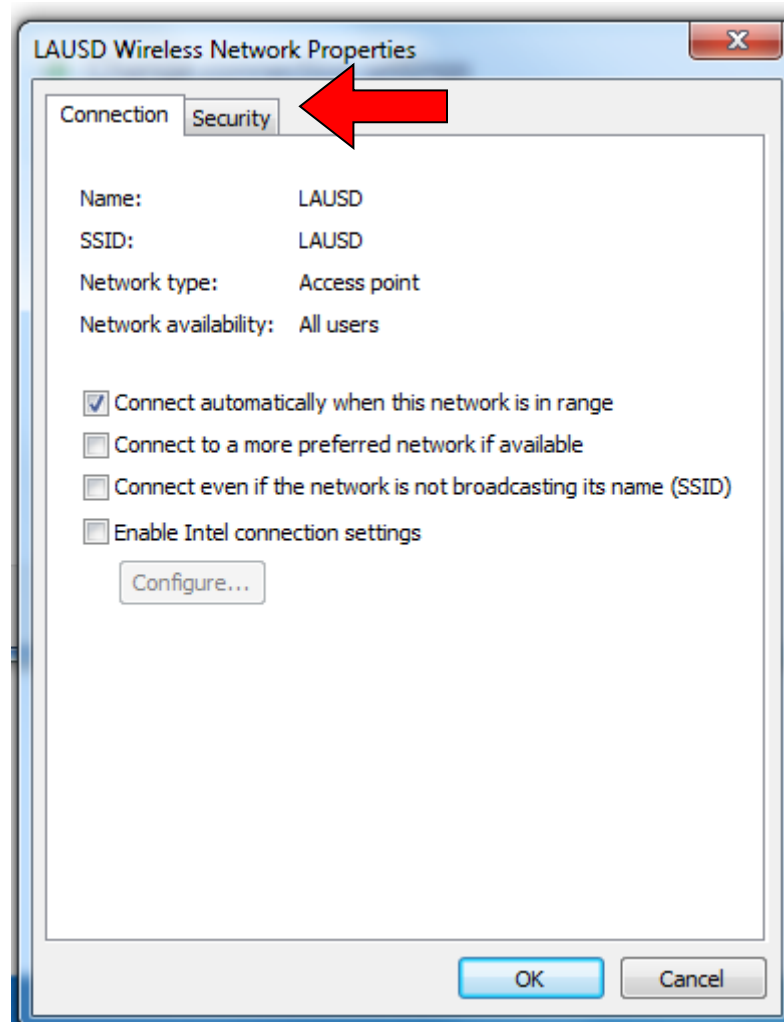 LAUSD Wireless Network Properties
Connection Security
Name: LAUSD
SSID: LAUSD
Network type: Access point
Network availability: All users
Connect automatically when this network is in range
Connect to a more preferred network if available
Connect even if the network is not broadcasting its name (SSID)
Enable Intel connection settings
Configure...
OK Cancel